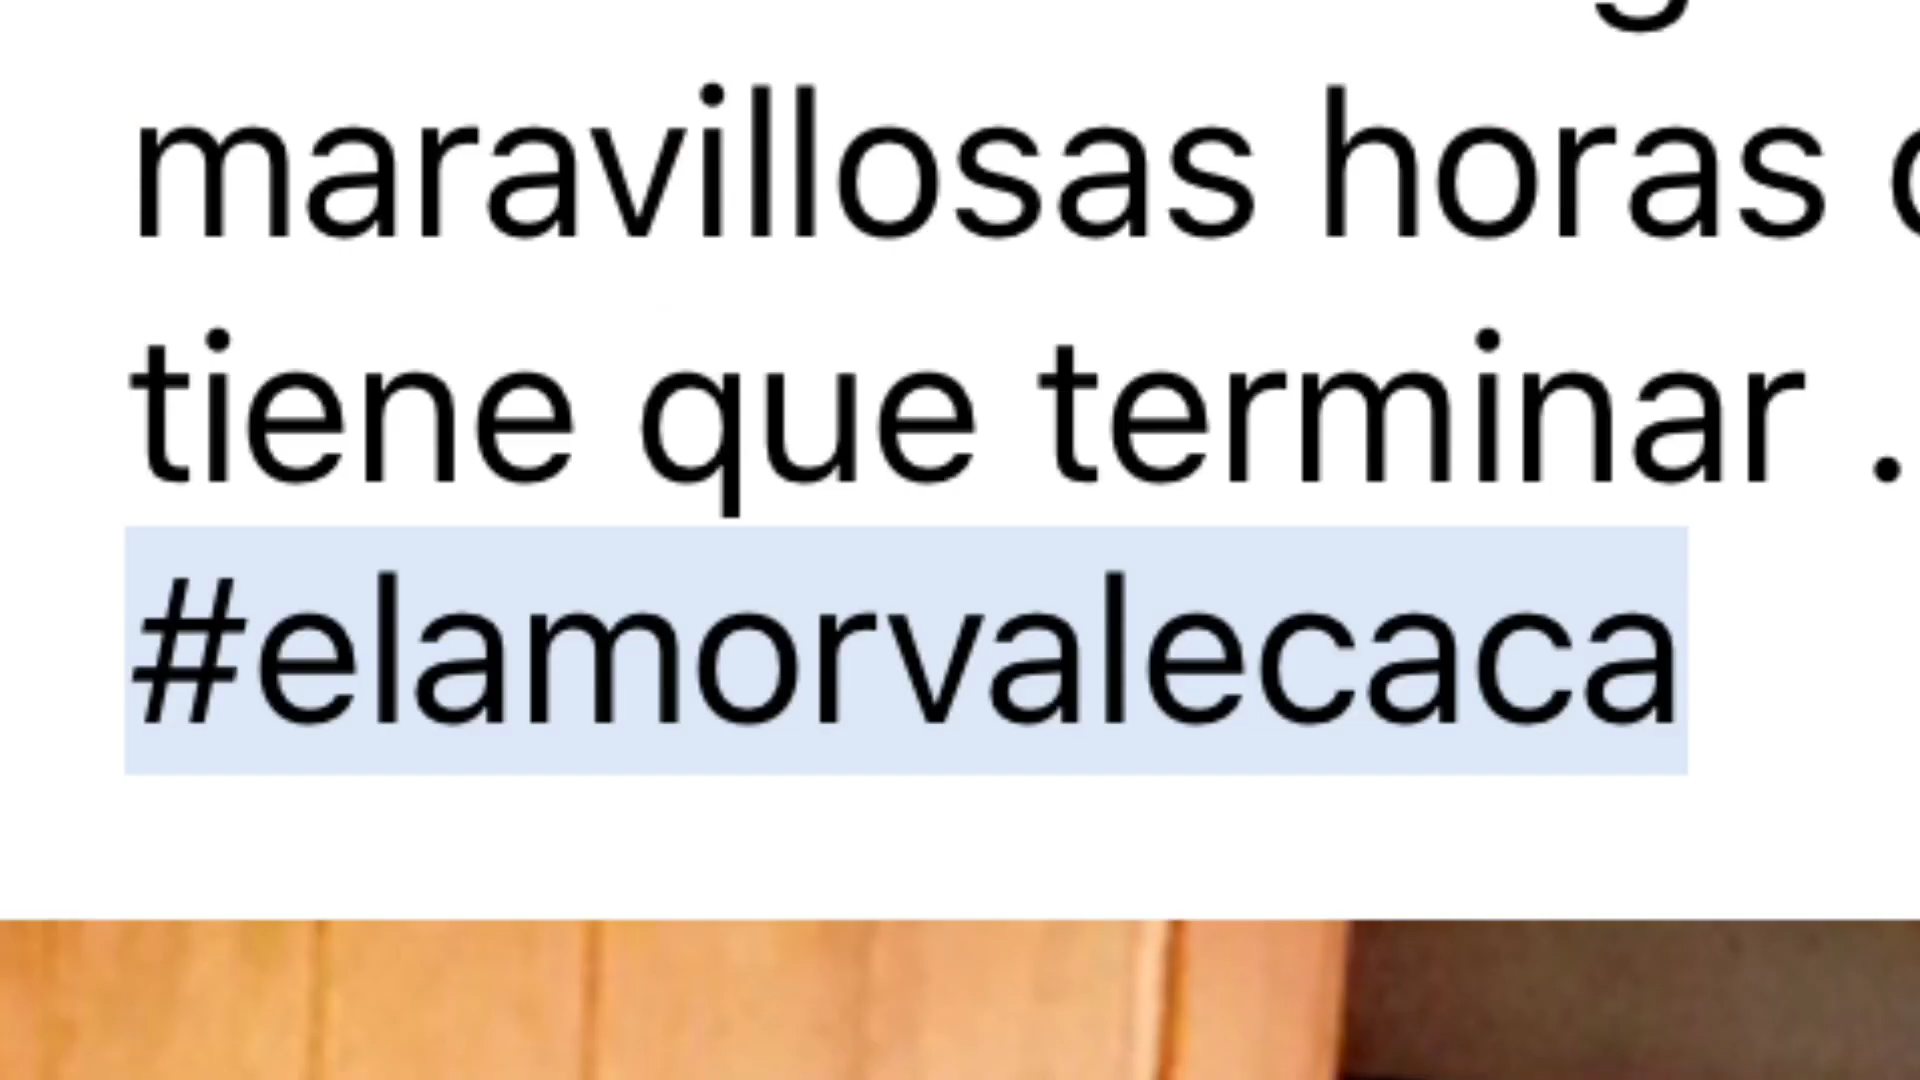 maravillosas horas
tiene que terminar .
#elamorvalecaca